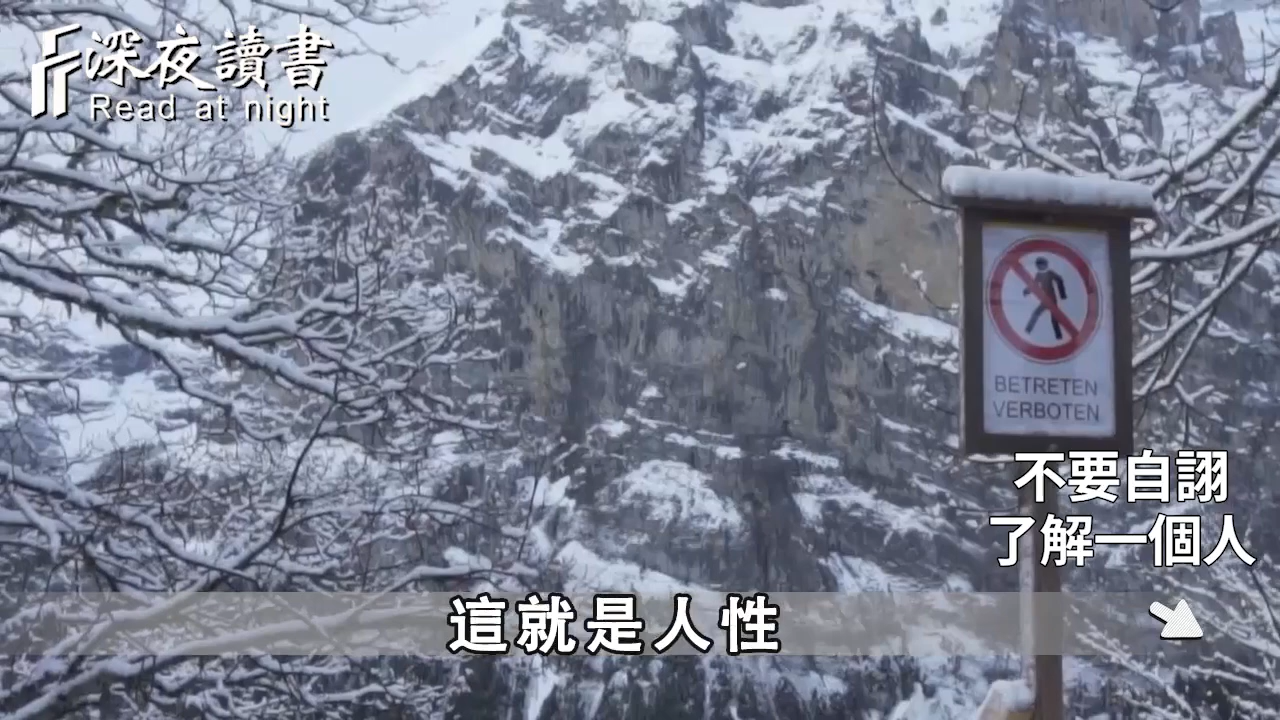 深夜讀書
Read at night
BETRETEN
VERBOTEN
不要自詡
了解一個人
這就是人性